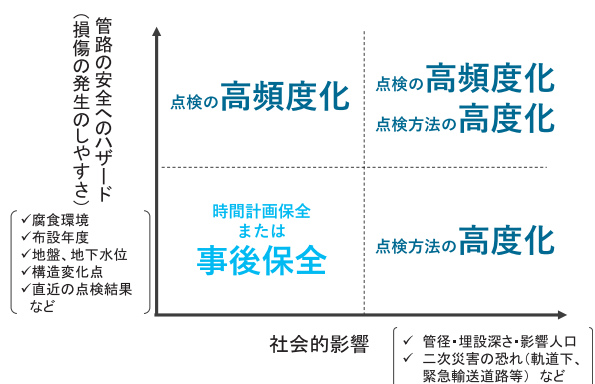 管路の安全へのハザード
（損傷の発生のしやすさ）
✓腐食環境
✓布設年度
✓地盤、地下水位
✓構造変化点
✓直近の点検結果
など
点検の高頻度化
点検の高頻度化
点検方法の高度化
時間計画保全
または
事後保全
点検方法の高度化
社会的影響
✓ 管径・埋設深さ・影響人口
✓ 二次災害の恐れ（軌道下、
緊急輸送道路等） など